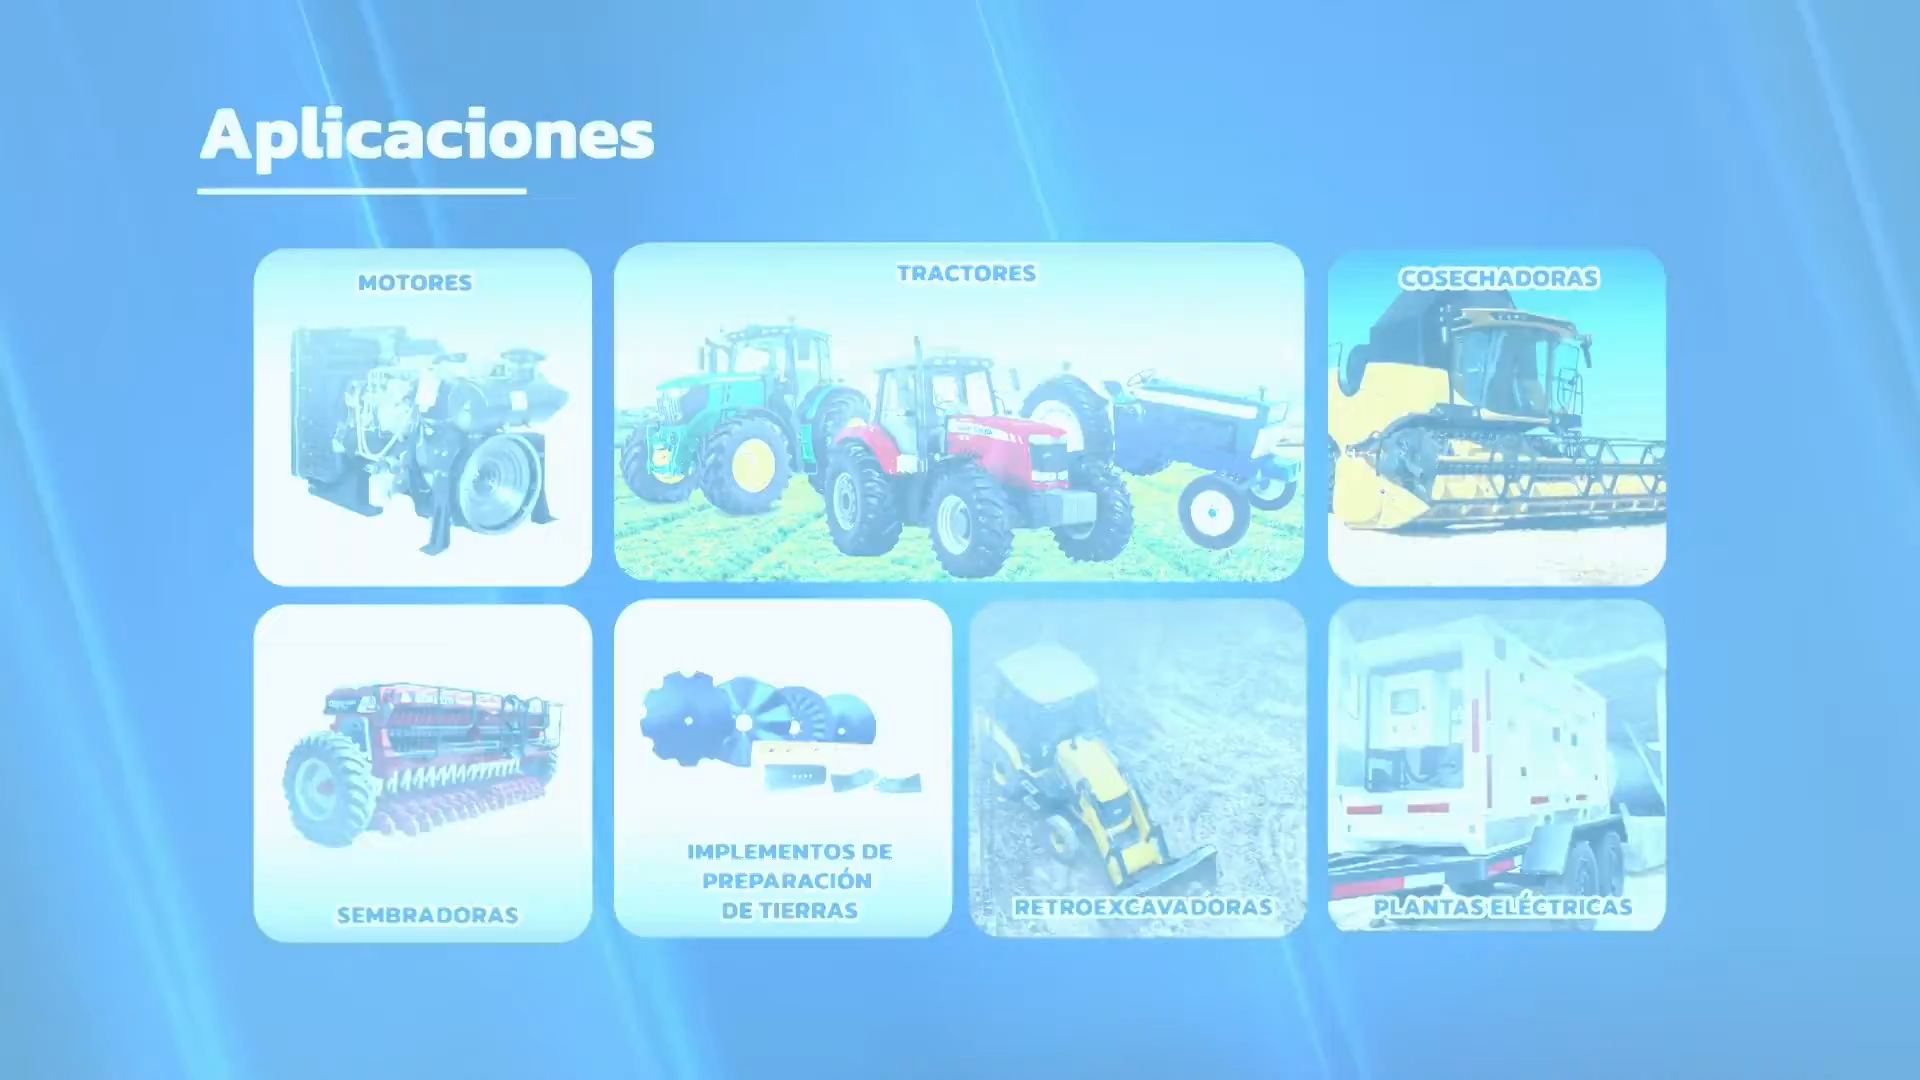 Aplicaciones
MOTORES
TRACTORES
COSECHADORAS
SEMBRADORAS
IMPLEMENTOS DE
PREPARACIÓN
DE TIERRAS
RETROEXCAVADORAS
PLANTAS ELÉCTRICAS